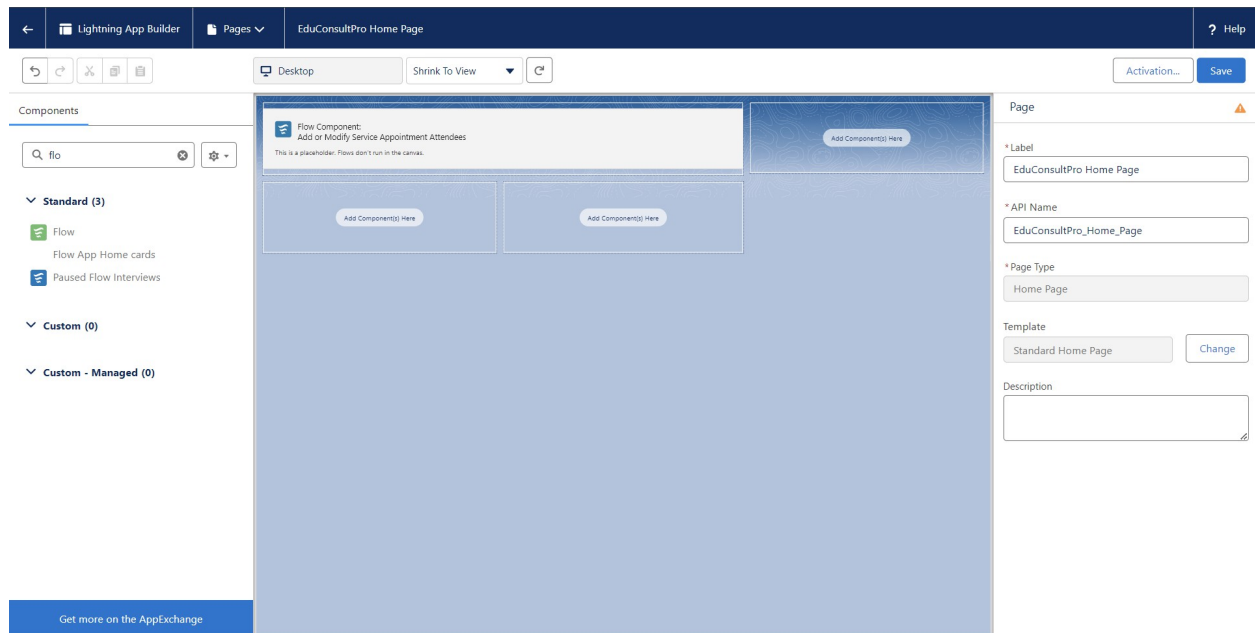 Lightning App Builder
Pages
EduConsultPro Home Page
? Help
Desktop
Shrink To View
Activation...
Save
Components
flo
Standard (3)
Flow
Flow App Home cards
Paused Flow Interviews
Custom (0)
Custom - Managed (0)
Get more on the AppExchange
Flow Component:
Add or Modify Service Appointment Attendees
This is a placeholder. Flows don't run in the canvas.
Add Component(s) Here
Add Component(s) Here
Add Component(s) Here
Page
*Label
EduConsultPro Home Page
*API Name
EduConsultPro_Home_Page
*Page Type
Home Page
Template
Standard Home Page
Change
Description